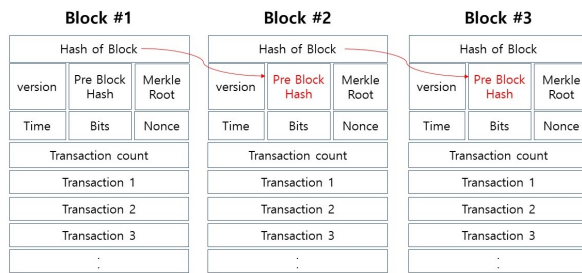 Block #1 Block #2 Block #3
Hash of Block Hash of Block Hash of Block
version Pre Block Hash Merkle Root version Pre Block Hash Merkle Root version Pre Block Hash Merkle Root
Time Bits Nonce Time Bits Nonce Time Bits Nonce
Transaction count Transaction count Transaction count
Transaction 1 Transaction 1 Transaction 1
Transaction 2 Transaction 2 Transaction 2
Transaction 3 Transaction 3 Transaction 3
: : :